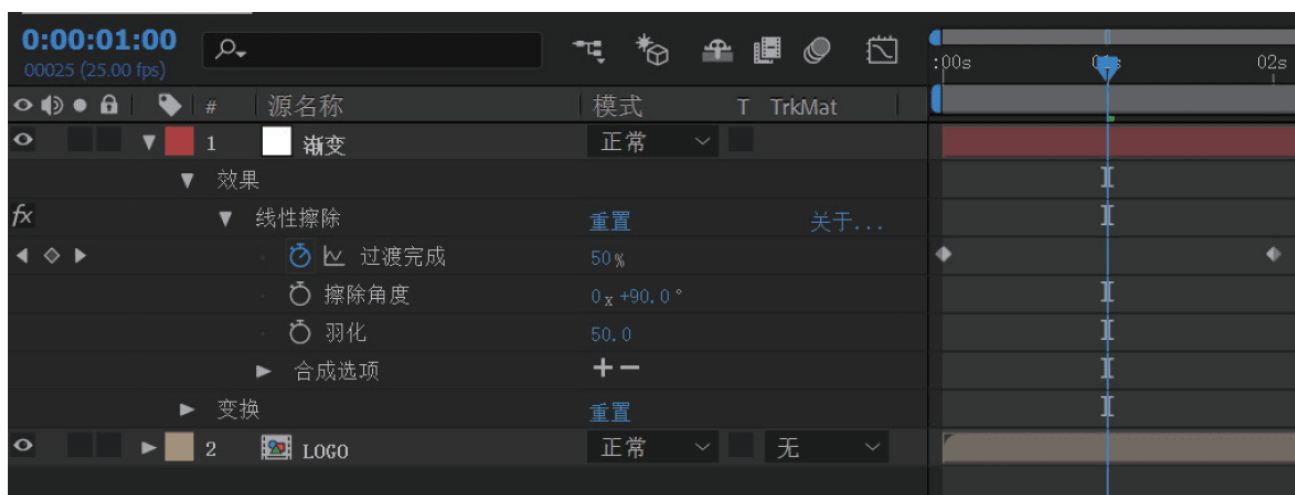 0:00:01:00
00025 (25.00 fps)
:00s 02s
# 源名称 模式 T TrkMat
1 渐变 正常
效果
fx 线性擦除 重置 关于...
过渡完成 50%
擦除角度 0x+90.0°
羽化 50.0
合成选项 +-
变换 重置
2 LOGO 正常 无